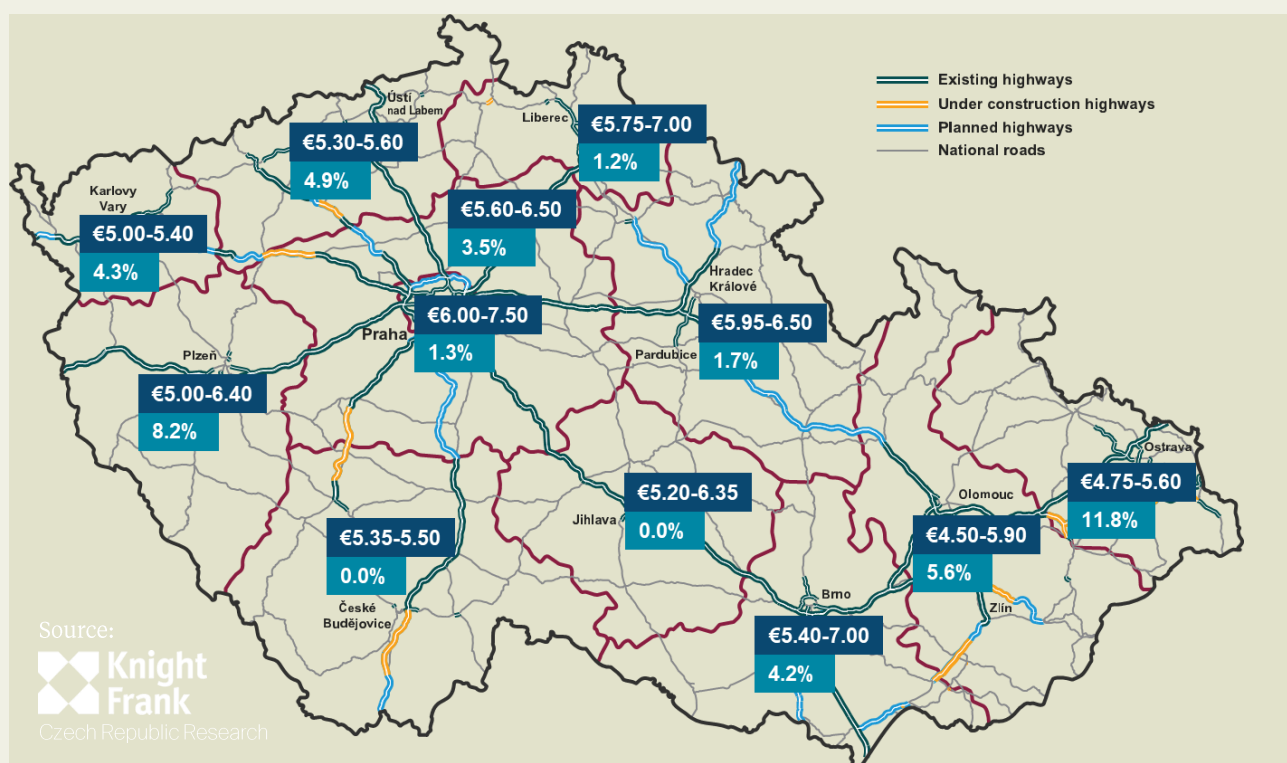 Existing highways
Under construction highways
Planned highways
National roads
Ústí
nad Labem
Liberec
€5.75-7.00
1.2%
€5.30-5.60
4.9%
Karlovy
Vary
€5.00-5.40
4.3%
€5.60-6.50
3.5%
Hradec
Králové
Praha
€6.00-7.50
1.3%
€5.95-6.50
1.7%
Pardubice
Plzeň
€5.00-6.40
8.2%
Ostrava
€4.75-5.60
11.8%
Jihlava
€5.20-6.35
0.0%
Olomouc
€4.50-5.90
5.6%
€5.35-5.50
0.0%
České
Budějovice
Brno
€5.40-7.00
4.2%
Zlín
Source:
Knight
Frank
Czech Republic Research